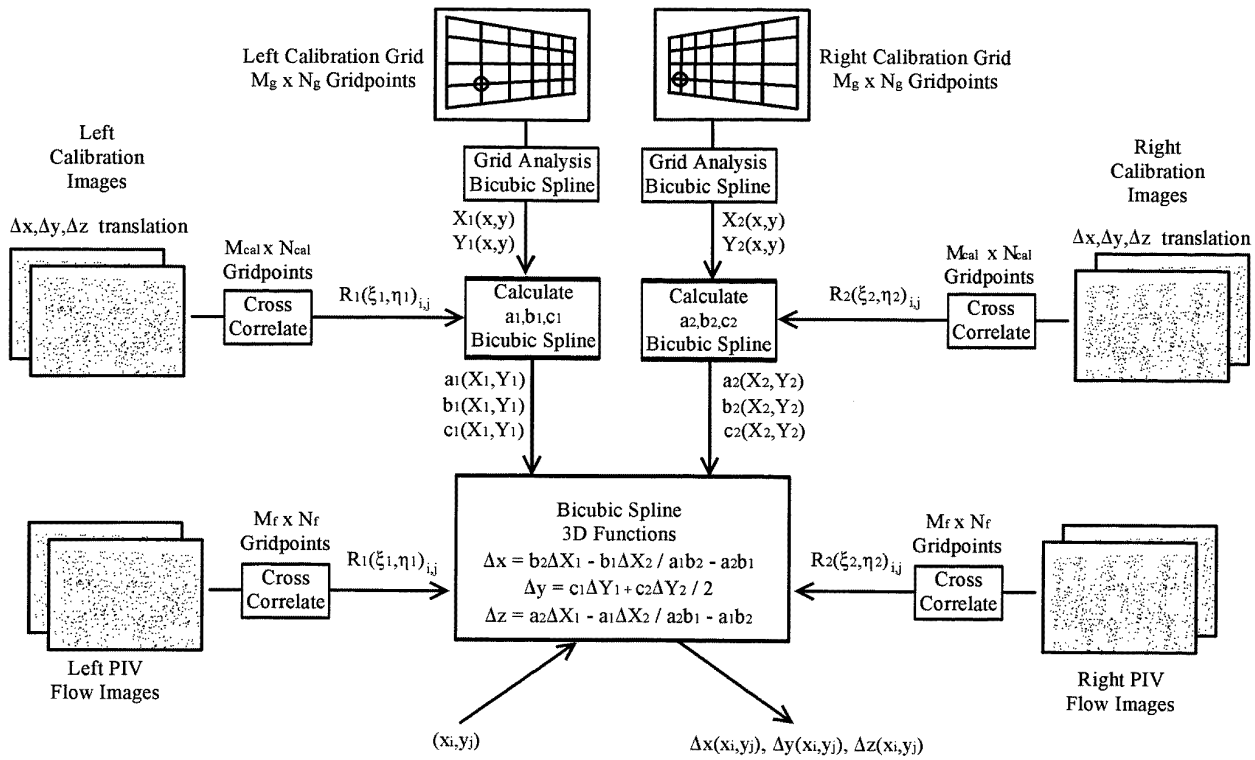 Left Calibration Grid
Mg x Ng Gridpoints
Right Calibration Grid
Mg x Ng Gridpoints
Left
Calibration
Images
Δx,Δy,Δz translation
Grid Analysis
Bicubic Spline
Grid Analysis
Bicubic Spline
Right
Calibration
Images
Δx,Δy,Δz translation
X1(x,y)
Y1(x,y)
X2(x,y)
Y2(x,y)
Mcal x Ncal
Gridpoints
Cross
Correlate
R1(ξ1,η1)i,j
Calculate
a1,b1,c1
Bicubic Spline
Calculate
a2,b2,c2
Bicubic Spline
R2(ξ2,η2)i,j
Mcal x Ncal
Gridpoints
Cross
Correlate
a1(X1,Y1)
b1(X1,Y1)
c1(X1,Y1)
a2(X2,Y2)
b2(X2,Y2)
c2(X2,Y2)
Mf x Nf
Gridpoints
Cross
Correlate
R1(ξ1,η1)i,j
Bicubic Spline
3D Functions
Δx = b2ΔX1 - b1ΔX2 / a1b2 - a2b1
Δy = c1ΔY1 + c2ΔY2 / 2
Δz = a2ΔX1 - a1ΔX2 / a2b1 - a1b2
R2(ξ2,η2)i,j
Mf x Nf
Gridpoints
Cross
Correlate
Left PIV
Flow Images
Right PIV
Flow Images
(xi,yj)
Δx(xi,yj), Δy(xi,yj), Δz(xi,yj)